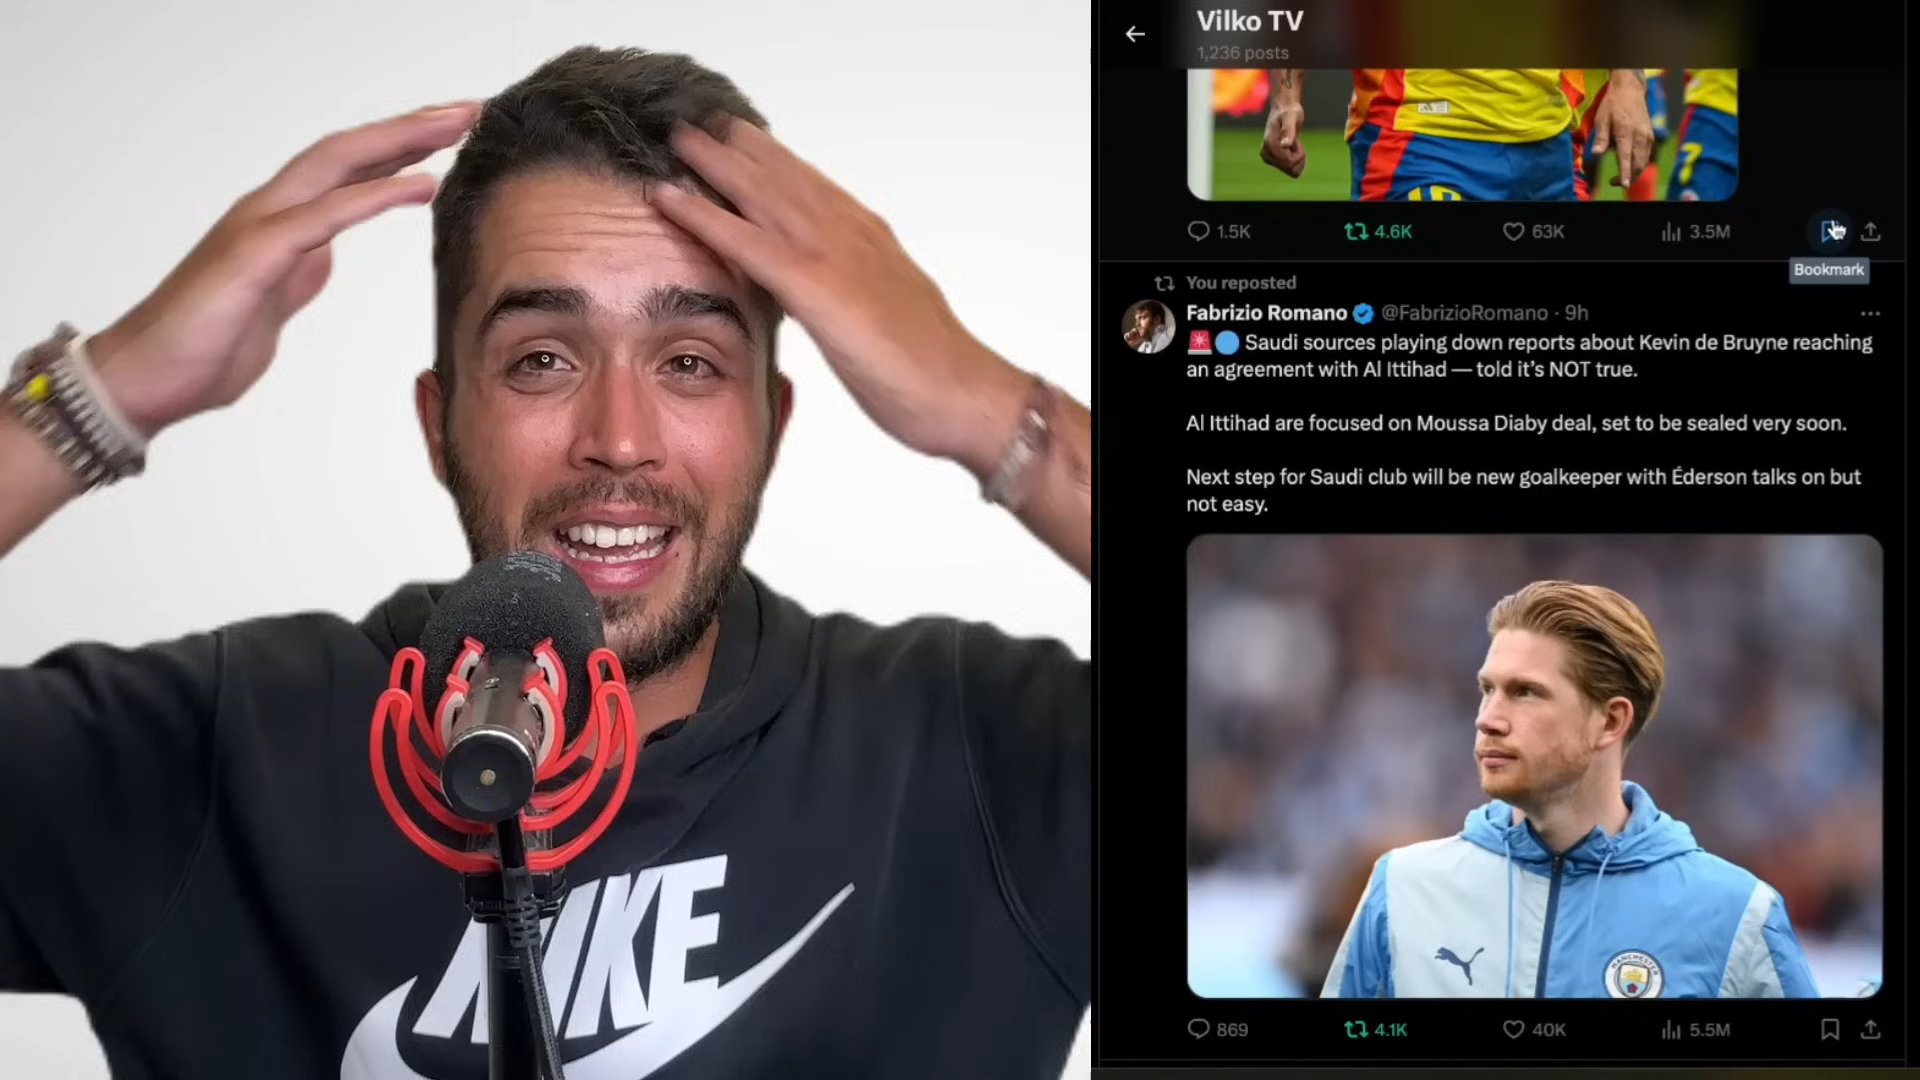 Vilko TV
1,236 posts
7
10
1.5K 4.6K 63K 3.5M
Bookmark
You reposted
Fabrizio Romano @FabrizioRomano · 9h
🚨🔵 Saudi sources playing down reports about Kevin de Bruyne reaching
an agreement with Al Ittihad — told it's NOT true.
Al Ittihad are focused on Moussa Diaby deal, set to be sealed very soon.
Next step for Saudi club will be new goalkeeper with Éderson talks on but
not easy.
MANCHESTER
869 4.1K 40K 5.5M
NIKE